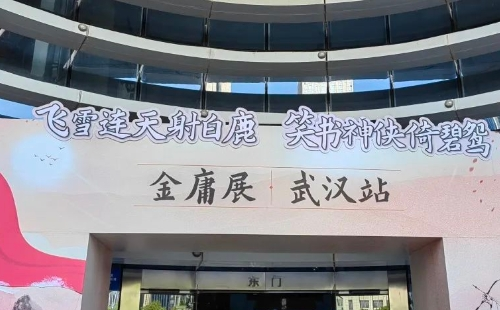 飞雪连天射白鹿 笑书神侠倚碧鸳
金庸展 武汉站
东门